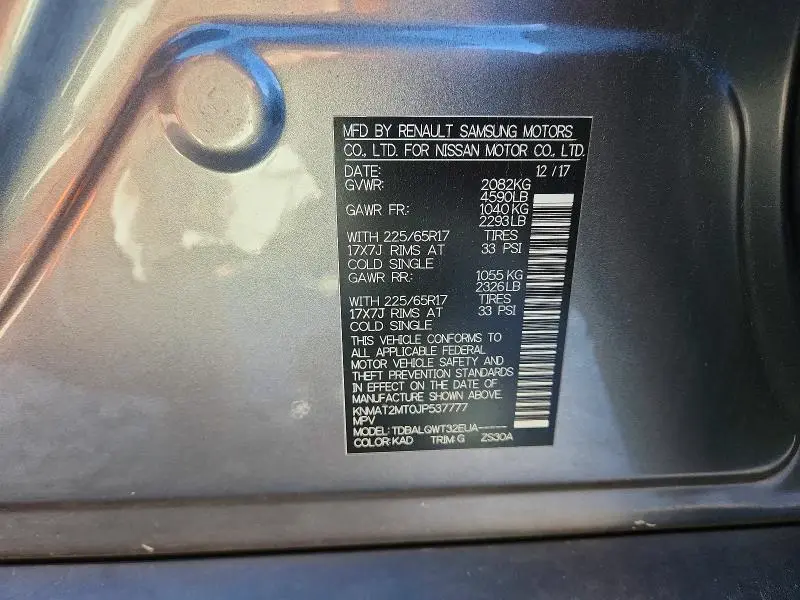 MFD BY RENAULT SAMSUNG MOTORS
CO., LTD. FOR NISSAN MOTOR CO., LTD.
DATE: 12/17
GVWR: 2082KG
4590LB
GAWR FR: 1040KG
2293LB
WITH 225/65R17 TIRES
17X7J RIMS AT 33 PSI
COLD SINGLE
GAWR RR: 1055KG
2326LB
WITH 225/65R17 TIRES
17X7J RIMS AT 33 PSI
COLD SINGLE
THIS VEHICLE CONFORMS TO
ALL APPLICABLE FEDERAL
MOTOR VEHICLE SAFETY AND
THEFT PREVENTION STANDARDS
IN EFFECT ON THE DATE OF
MANUFACTURE SHOWN ABOVE.
KNMAT2MT0JP537777
MPV
MODEL: TDBALQWT32EUA-----
COLOR: KAD TRIM: G ZS30A